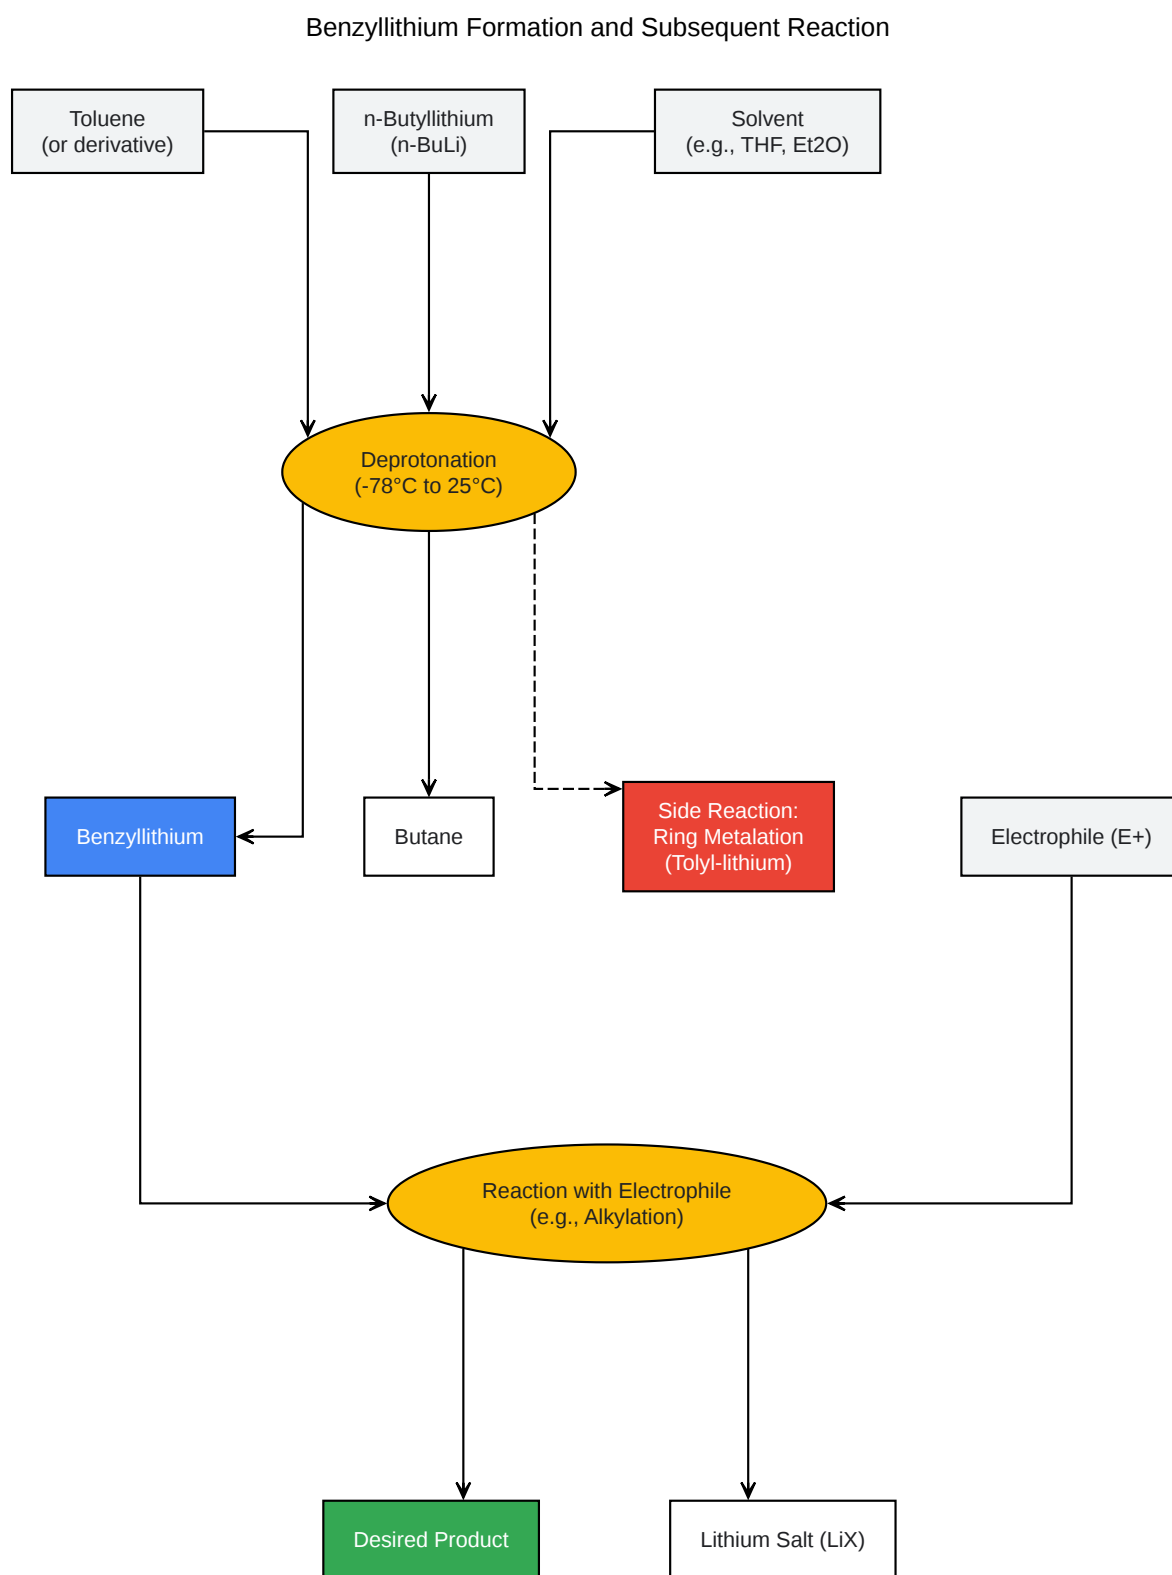 Benzyllithium Formation and Subsequent Reaction
Toluene
(or derivative)
n-Butyllithium
(n-BuLi)
Solvent
(e.g., THF, Et2O)
Deprotonation
(-78°C to 25°C)
Benzyllithium
Butane
Side Reaction:
Ring Metalation
(Tolyl-lithium)
Electrophile (E+)
Reaction with Electrophile
(e.g., Alkylation)
Desired Product
Lithium Salt (LiX)